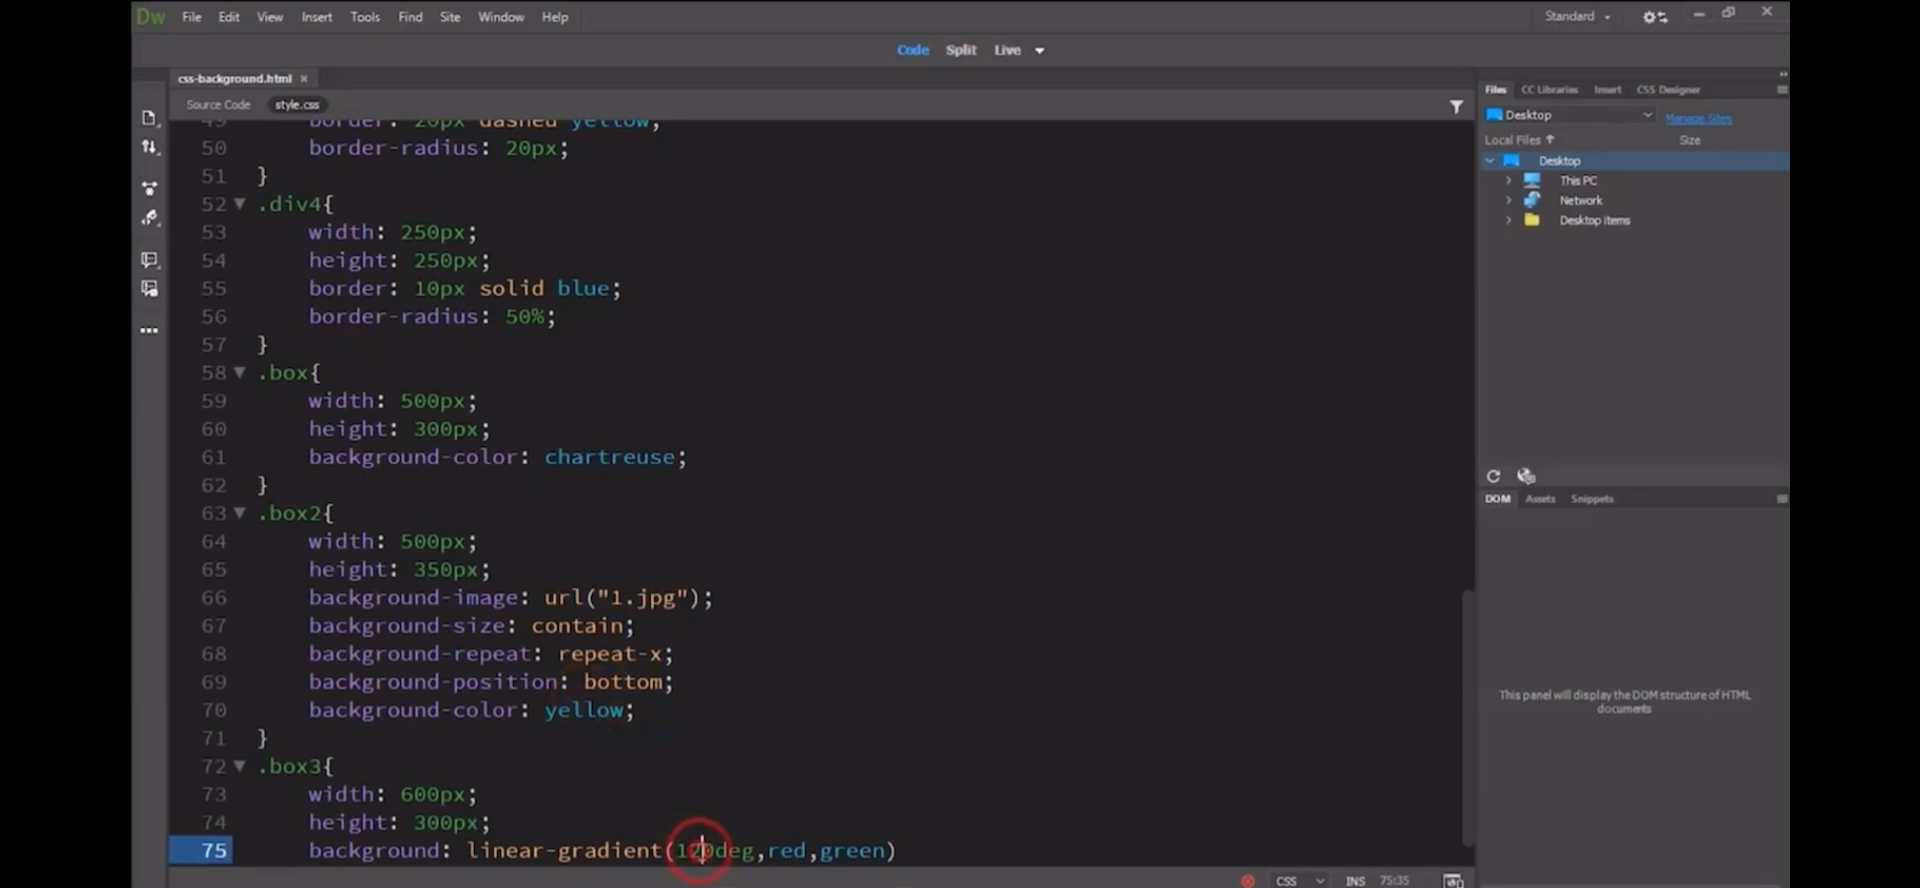 Dw File Edit View Insert Tools Find Site Window Help Standard
Code Split Live
css-background.html ×
Source Code style.css
49 border: 20px dashed yellow;
50 border-radius: 20px;
51 }
52 .div4{
53 width: 250px;
54 height: 250px;
55 border: 10px solid blue;
56 border-radius: 50%;
57 }
58 .box{
59 width: 500px;
60 height: 300px;
61 background-color: chartreuse;
62 }
63 .box2{
64 width: 500px;
65 height: 350px;
66 background-image: url("1.jpg");
67 background-size: contain;
68 background-repeat: repeat-x;
69 background-position: bottom;
70 background-color: yellow;
71 }
72 .box3{
73 width: 600px;
74 height: 300px;
75 background: linear-gradient(120deg,red,green)
CSS INS 75:35
Files CC Libraries Insert CSS Designer
Desktop Manage Sites
Local Files Size
Desktop
This PC
Network
Desktop items
DOM Assets Snippets
This panel will display the DOM structure of HTML
documents